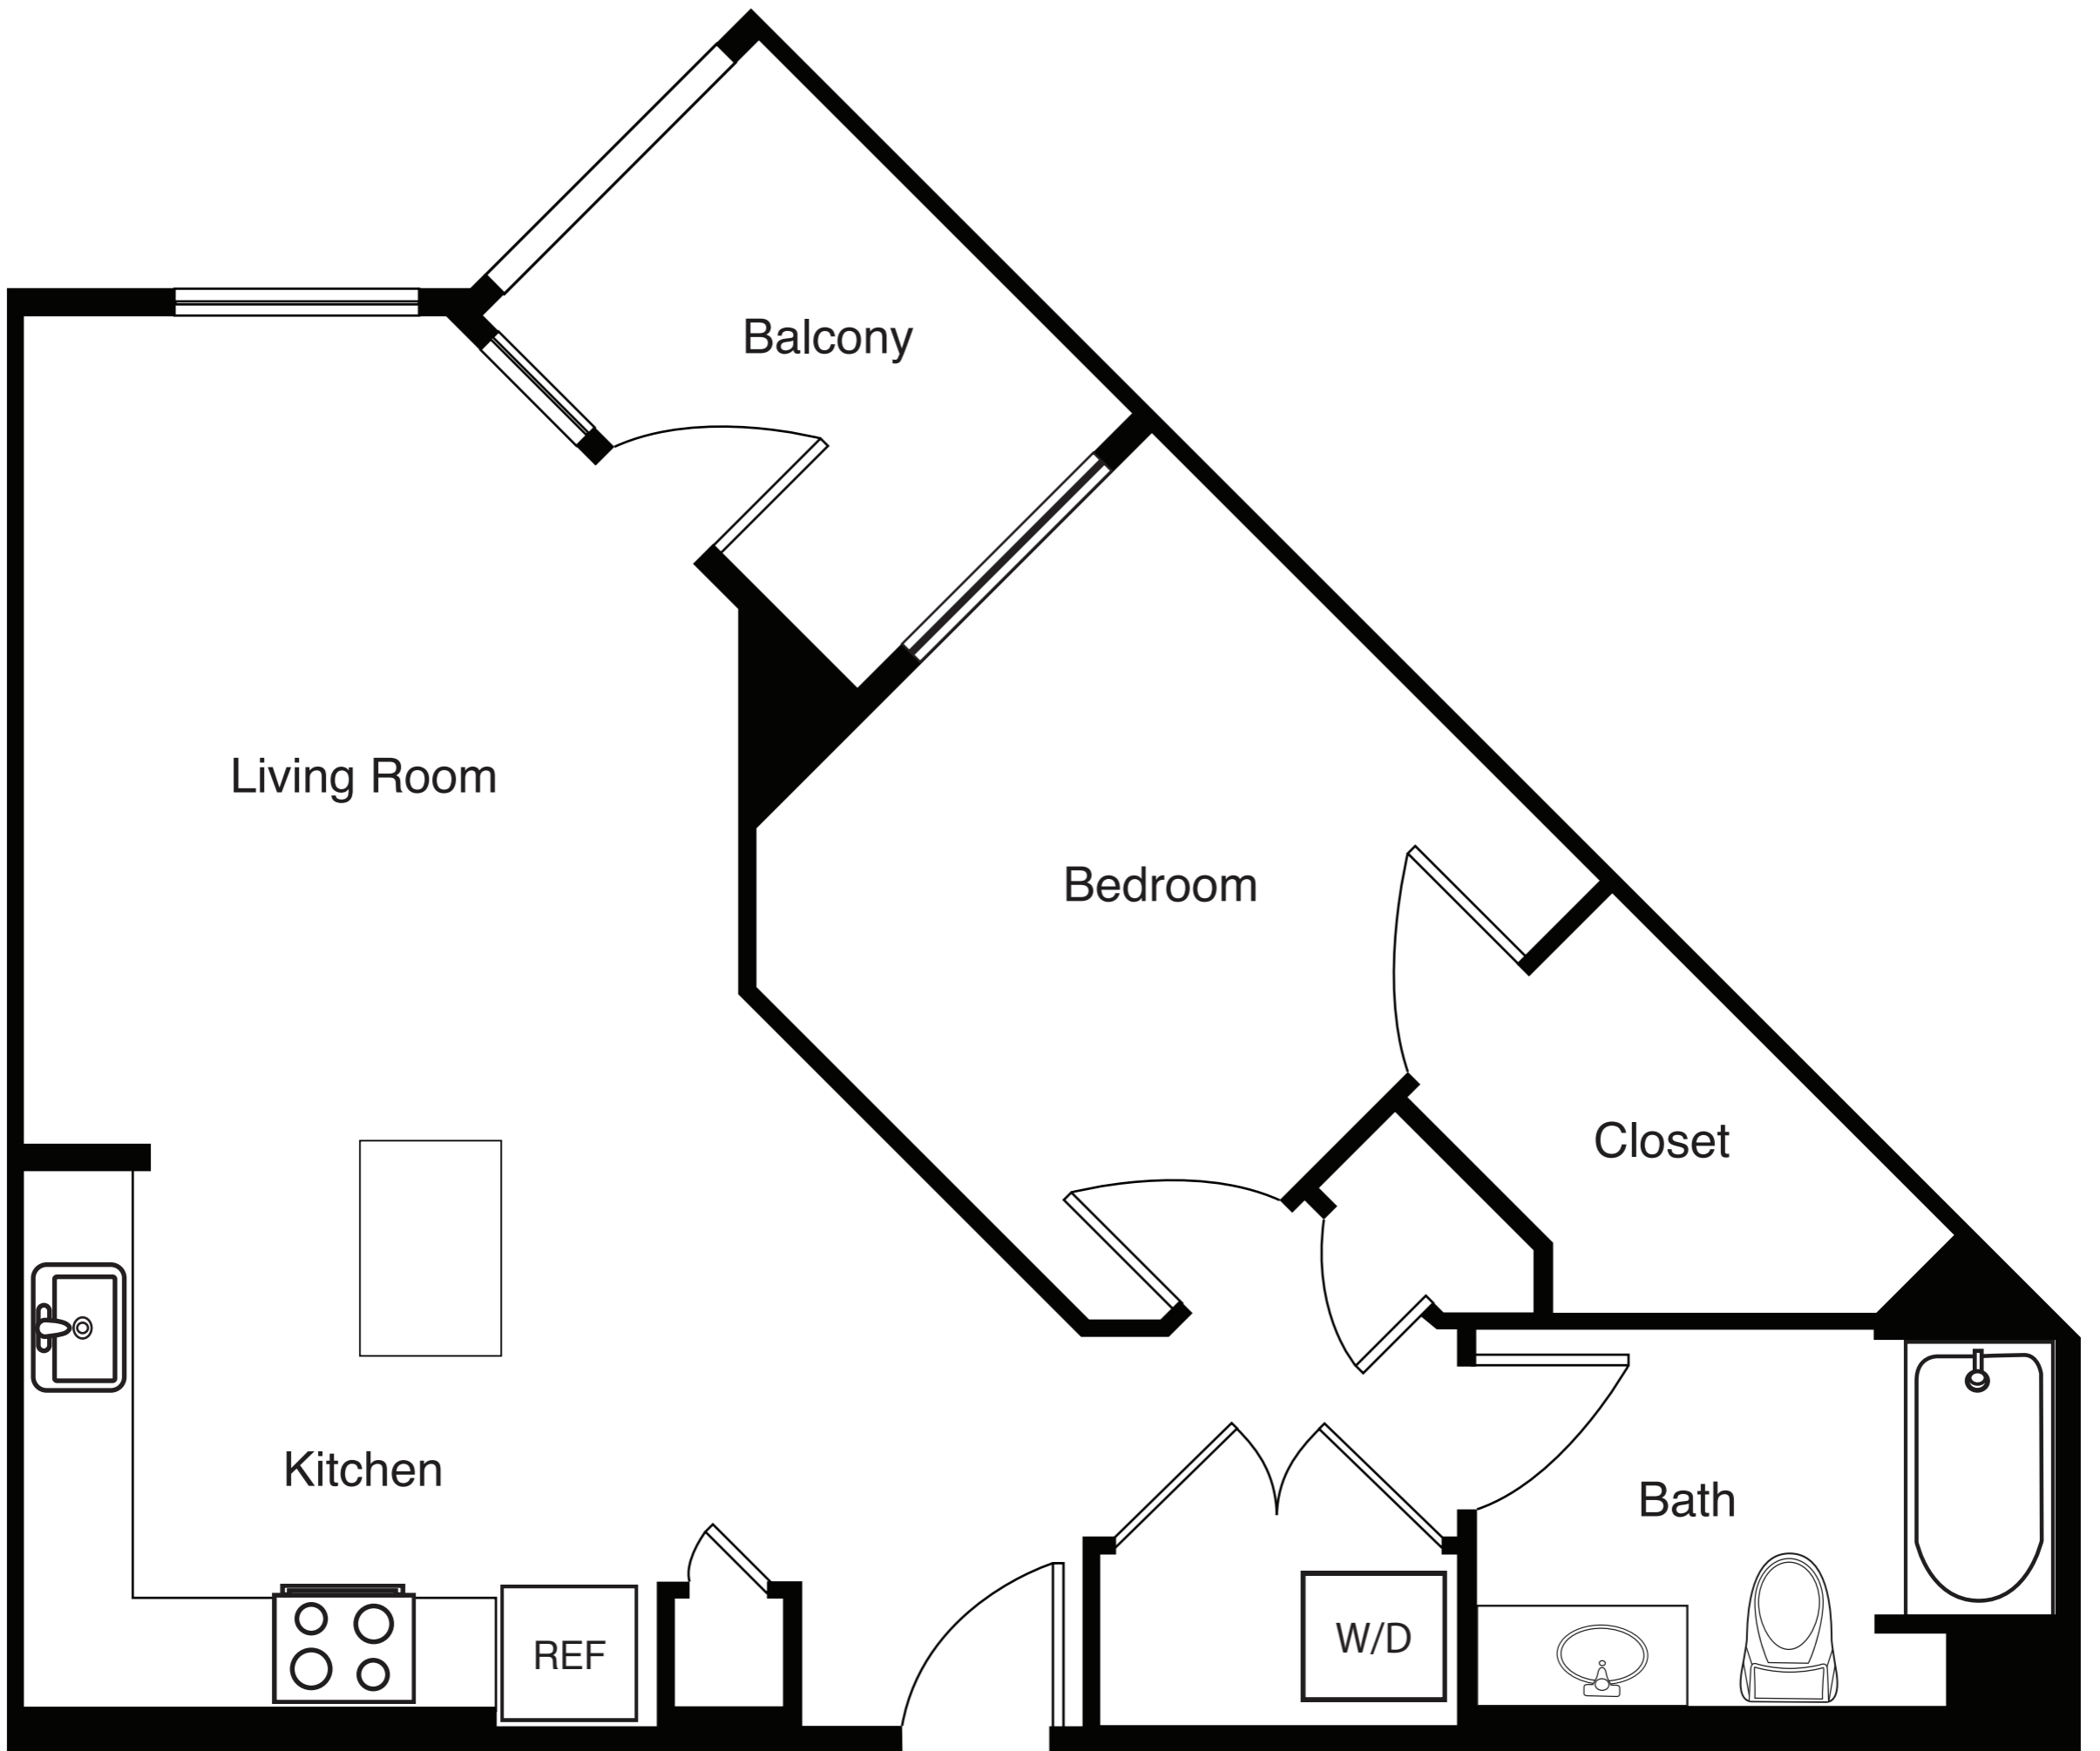 Balcony
Living Room
Bedroom
Closet
Kitchen
Bath
REF
W/D